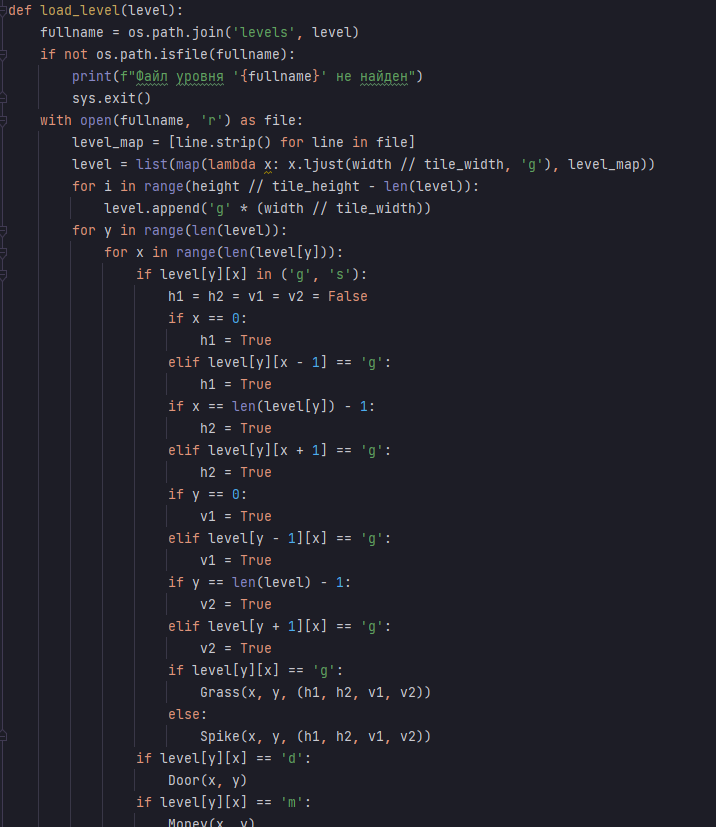 def load_level(level):
    fullname = os.path.join('levels', level)
    if not os.path.isfile(fullname):
        print(f"Файл уровня '{fullname}' не найден")
        sys.exit()
    with open(fullname, 'r') as file:
        level_map = [line.strip() for line in file]
        level = list(map(lambda x: x.ljust(width // tile_width, 'g'), level_map))
        for i in range(height // tile_height - len(level)):
            level.append('g' * (width // tile_width))
        for y in range(len(level)):
            for x in range(len(level[y])):
                if level[y][x] in ('g', 's'):
                    h1 = h2 = v1 = v2 = False
                    if x == 0:
                        h1 = True
                    elif level[y][x - 1] == 'g':
                        h1 = True
                    if x == len(level[y]) - 1:
                        h2 = True
                    elif level[y][x + 1] == 'g':
                        h2 = True
                    if y == 0:
                        v1 = True
                    elif level[y - 1][x] == 'g':
                        v1 = True
                    if y == len(level) - 1:
                        v2 = True
                    elif level[y + 1][x] == 'g':
                        v2 = True
                    if level[y][x] == 'g':
                        Grass(x, y, (h1, h2, v1, v2))
                    else:
                        Spike(x, y, (h1, h2, v1, v2))
                if level[y][x] == 'd':
                    Door(x, y)
                if level[y][x] == 'm':
                    Money(x, y)